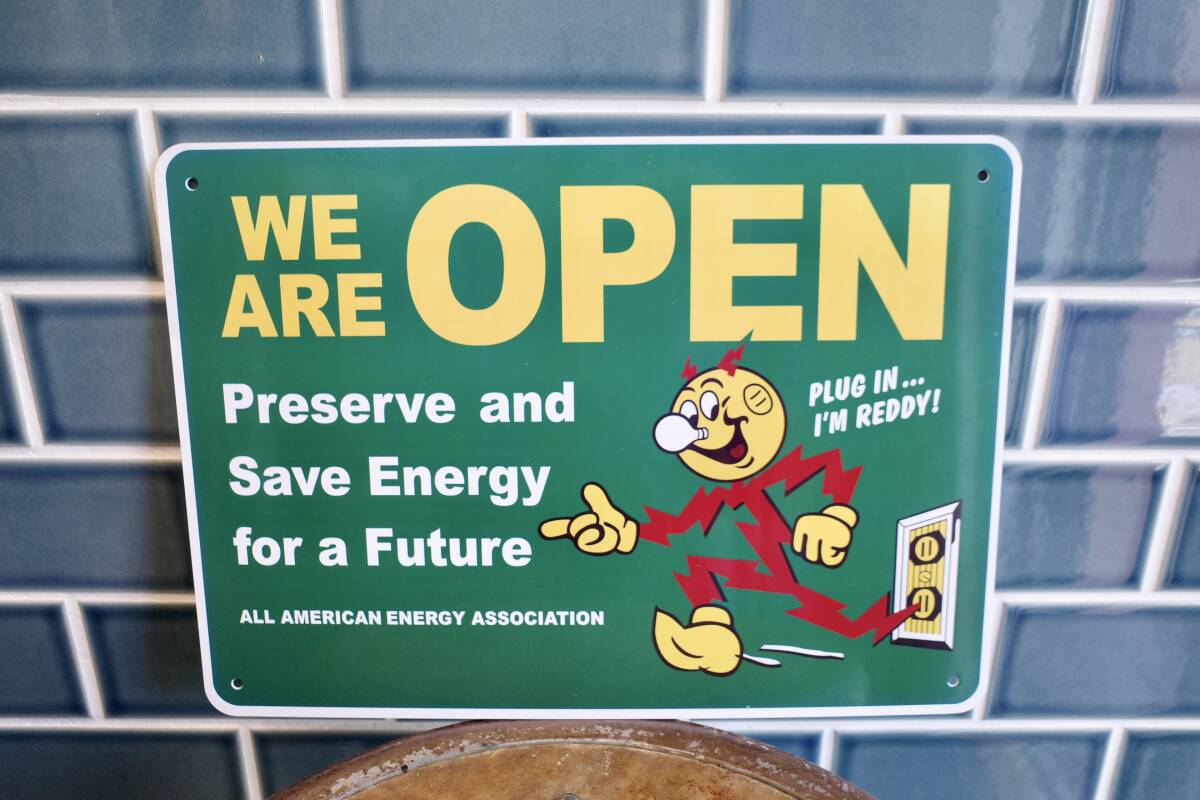 WE
ARE OPEN
Preserve and
Save Energy
for a Future
PLUG IN...
I'M REDDY!
ALL AMERICAN ENERGY ASSOCIATION